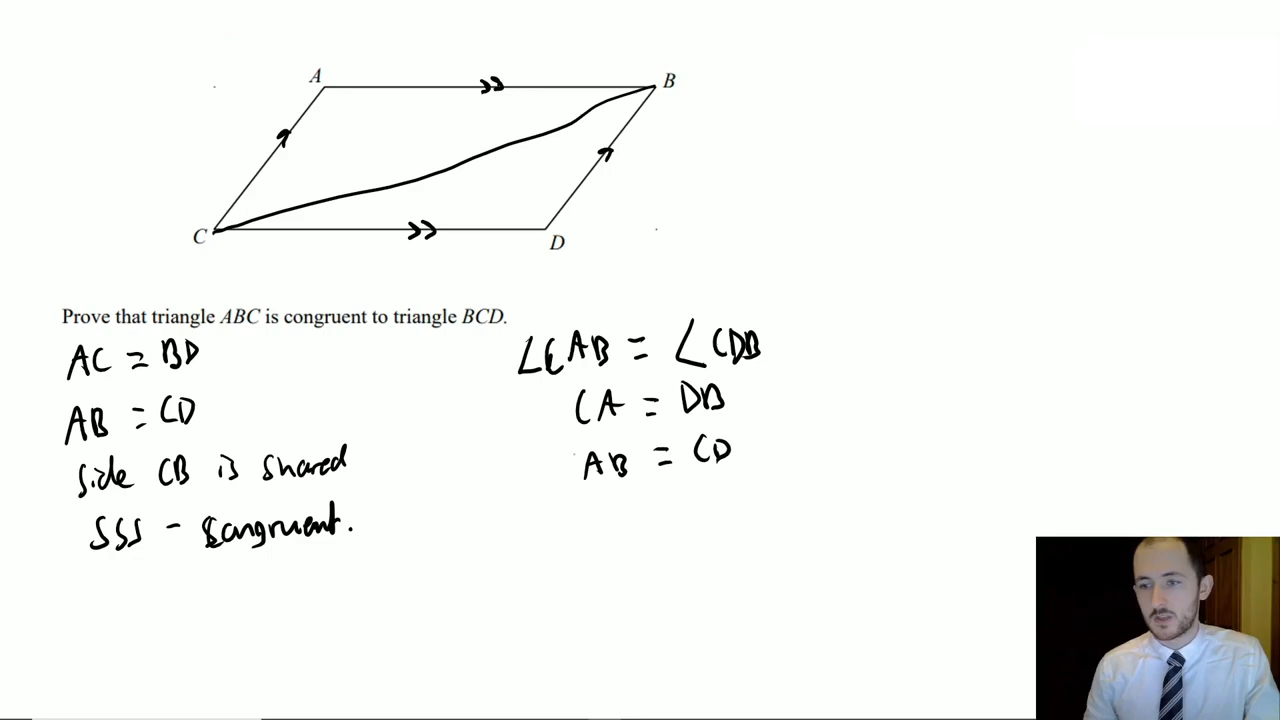 A
B
C
D
Prove that triangle ABC is congruent to triangle BCD.
AC = BD
AB = CD
Side CB is shared
SSS - congruent.
∠CAB = ∠CDB
CA = DB
AB = CD